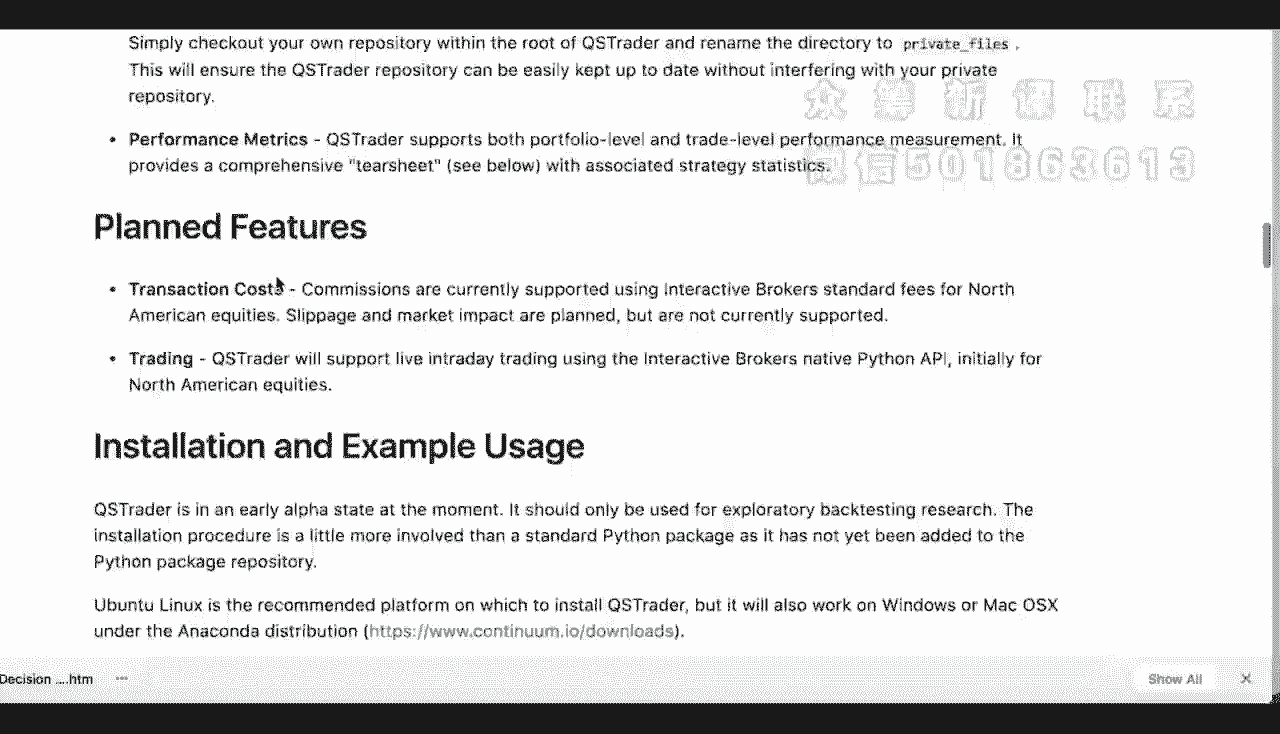 Simply checkout your own repository within the root of QSTrader and rename the directory to private_files .
This will ensure the QSTrader repository can be easily kept up to date without interfering with your private
repository.
众筹新课联系
微信501863613
• Performance Metrics - QSTrader supports both portfolio-level and trade-level performance measurement. It
provides a comprehensive "tearsheet" (see below) with associated strategy statistics.
Planned Features
• Transaction Costs - Commissions are currently supported using Interactive Brokers standard fees for North
American equities. Slippage and market impact are planned, but are not currently supported.
• Trading - QSTrader will support live intraday trading using the Interactive Brokers native Python API, initially for
North American equities.
Installation and Example Usage
QSTrader is in an early alpha state at the moment. It should only be used for exploratory backtesting research. The
installation procedure is a little more involved than a standard Python package as it has not yet been added to the
Python package repository.
Ubuntu Linux is the recommended platform on which to install QSTrader, but it will also work on Windows or Mac OSX
under the Anaconda distribution (https://www.continuum.io/downloads).
Decision ....htm
Show All